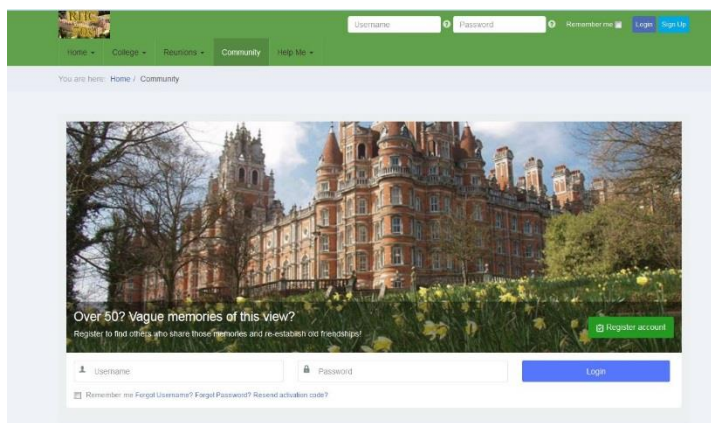 RHC
70s
Username Password Remember me Login Sign Up
Home College Reunions Community Help Me
You are here: Home / Community
Over 50? Vague memories of this view?
Register to find others who share those memories and re-establish old friendships!
Register account
Username Password Login
Remember me Forgot Username? Forgot Password? Resend activation code?